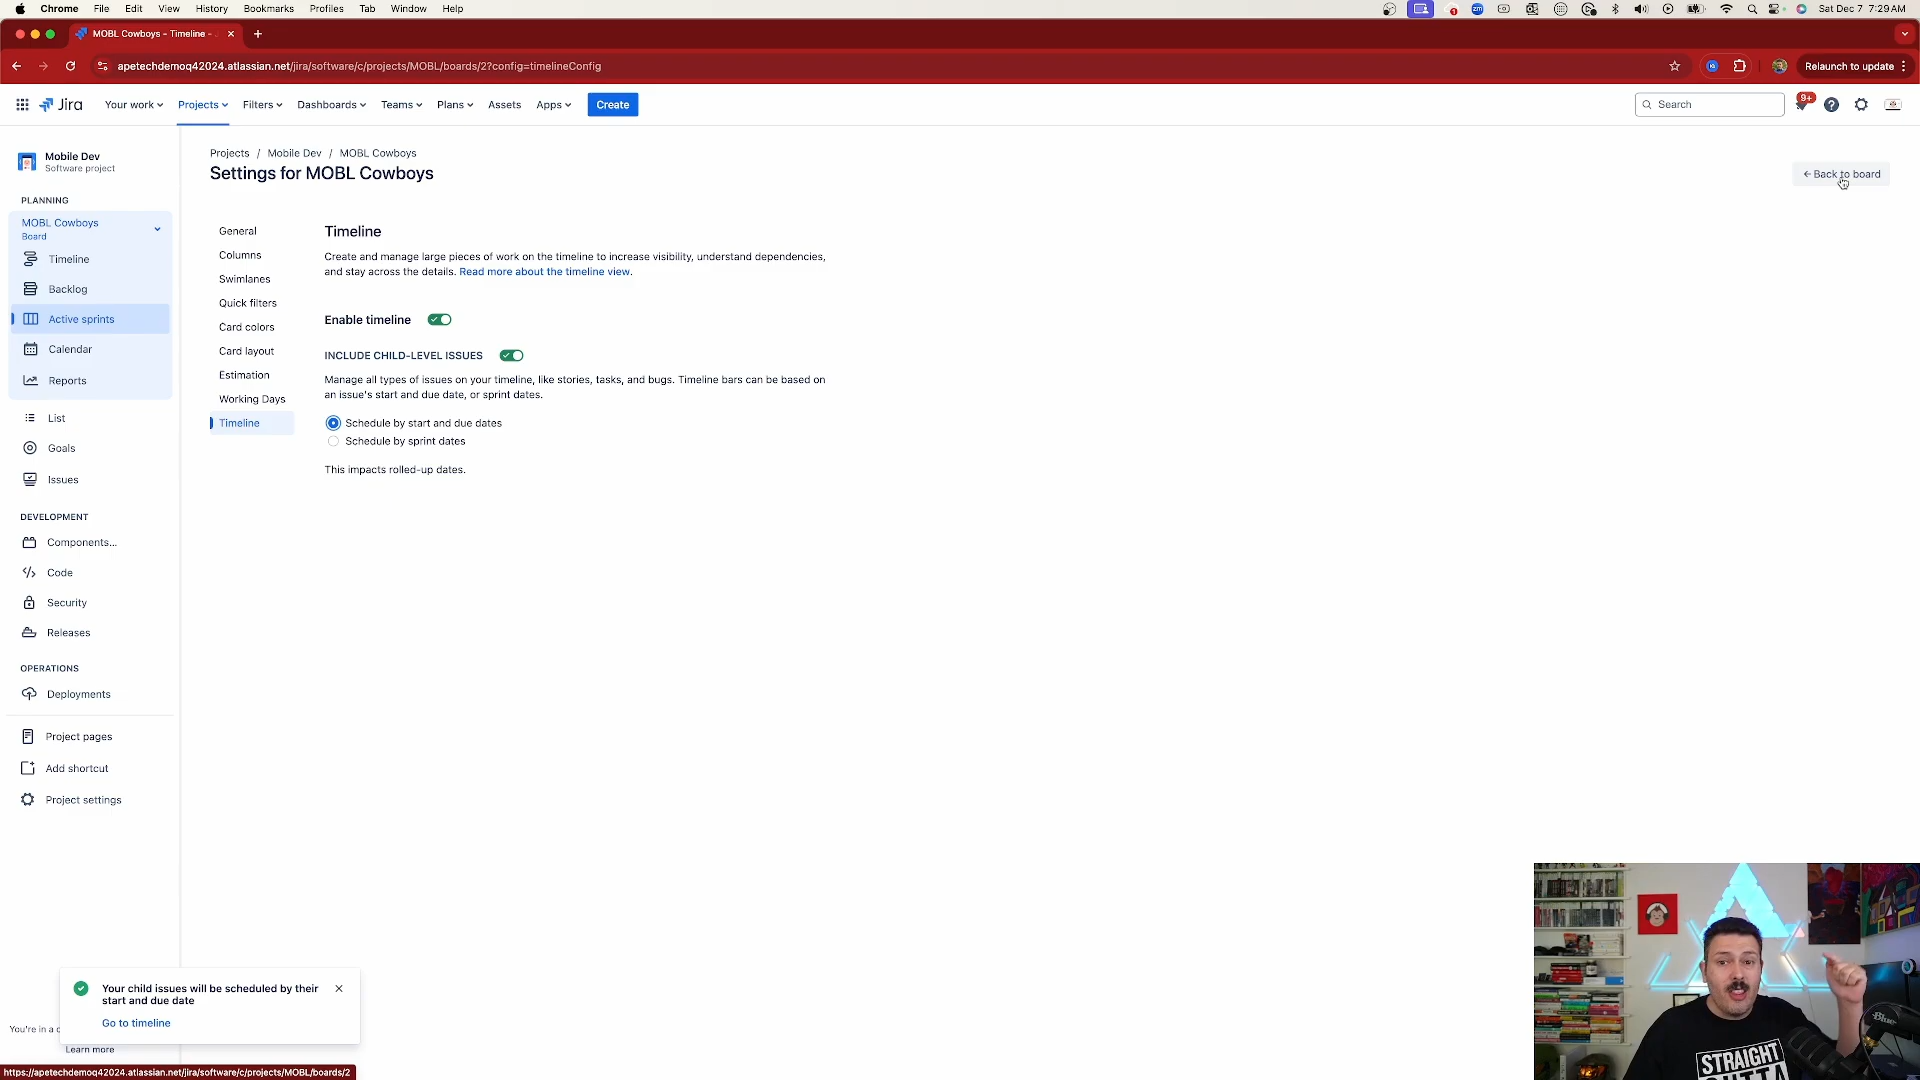 Chrome File Edit View History Bookmarks Profiles Tab Window Help
1
zm
Sat Dec 7 7:29 AM
MOBL Cowboys – Timeline –
apetechdemoq42024.atlassian.net/jira/software/c/projects/MOBL/boards/2?config=timelineConfig
Relaunch to update
Jira
Your work
Projects
Filters
Dashboards
Teams
Plans
Assets
Apps
Create
Search
9+
Mobile Dev
Software project
PLANNING
MOBL Cowboys
Board
Timeline
Backlog
Active sprints
Calendar
Reports
List
Goals
Issues
DEVELOPMENT
Components...
Code
Security
Releases
OPERATIONS
Deployments
Project pages
Add shortcut
Project settings
You're in a
Learn more
Projects / Mobile Dev / MOBL Cowboys
Settings for MOBL Cowboys
← Back to board
General
Columns
Swimlanes
Quick filters
Card colors
Card layout
Estimation
Working Days
Timeline
Timeline
Create and manage large pieces of work on the timeline to increase visibility, understand dependencies,
and stay across the details. Read more about the timeline view.
Enable timeline
INCLUDE CHILD-LEVEL ISSUES
Manage all types of issues on your timeline, like stories, tasks, and bugs. Timeline bars can be based on
an issue's start and due date, or sprint dates.
Schedule by start and due dates
Schedule by sprint dates
This impacts rolled-up dates.
Your child issues will be scheduled by their
start and due date
Go to timeline
https://apetechdemoq42024.atlassian.net/jira/software/c/projects/MOBL/boards/2
Blue
STRAIGHT
OUTTA